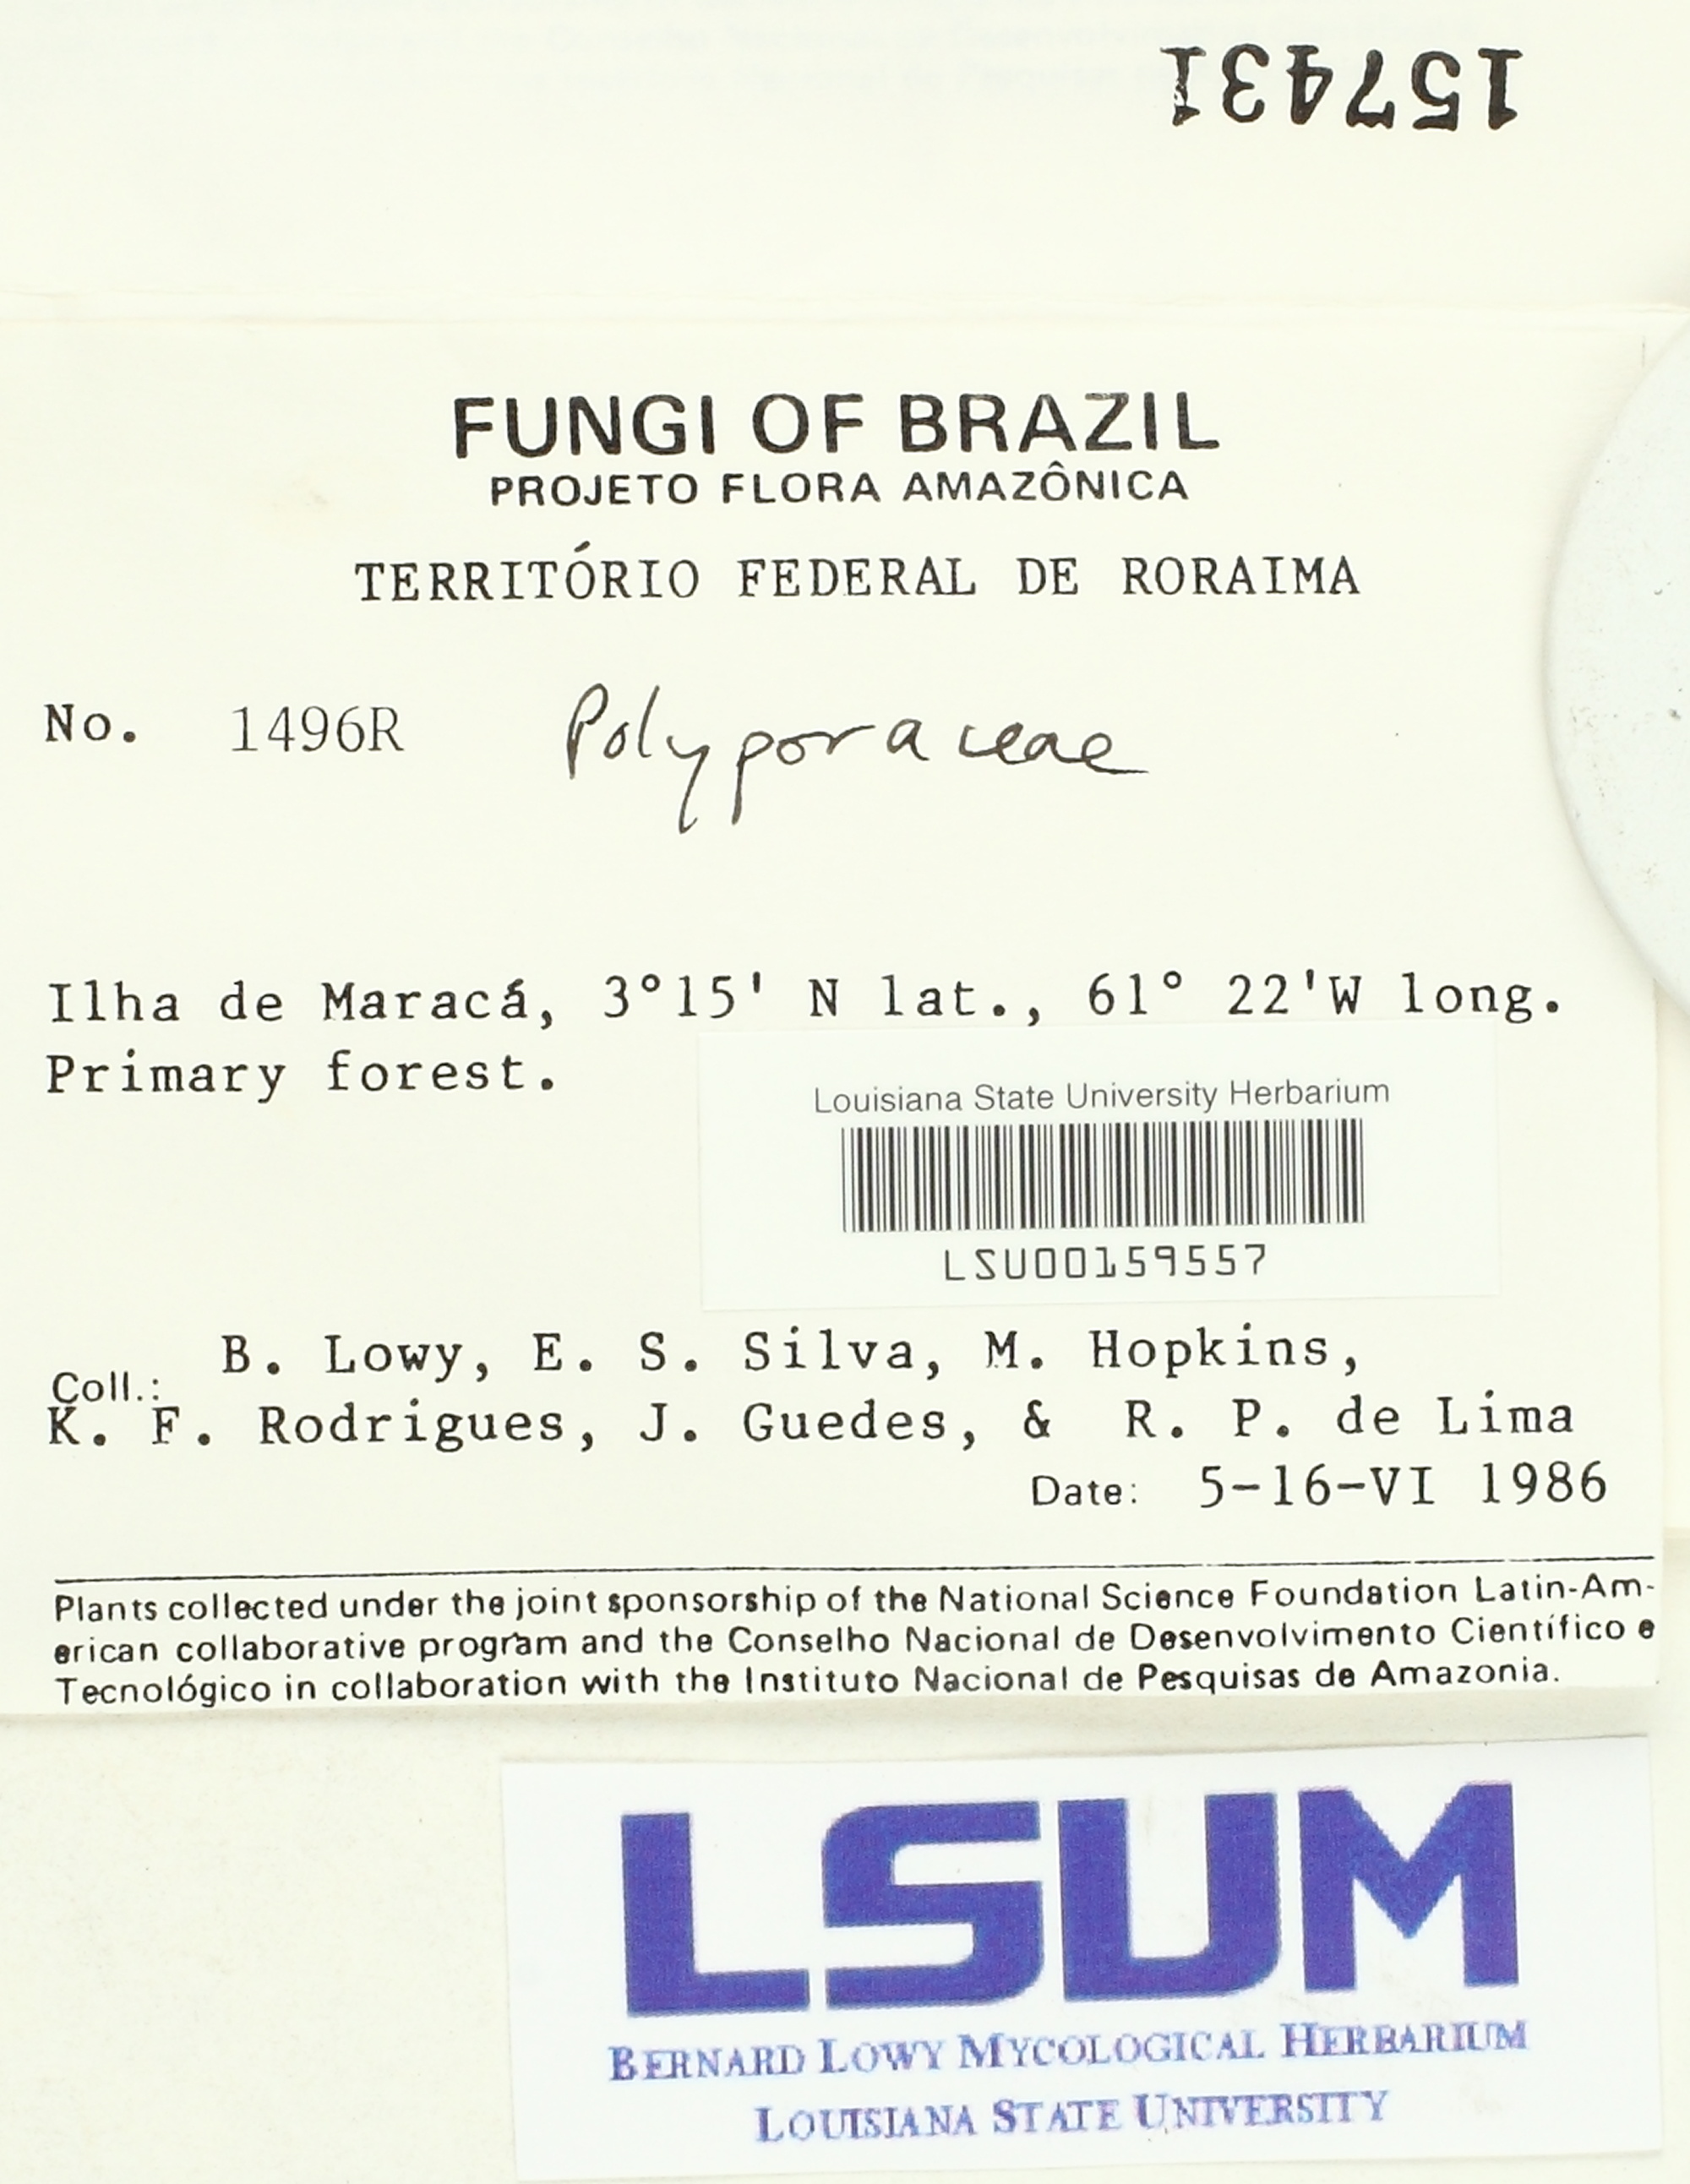 157431
FUNGI OF BRAZIL
PROJETO FLORA AMAZÔNICA
TERRITÓRIO FEDERAL DE RORAIMA
No. 1496R Polyporaceae
Ilha de Maracá, 3°15' N lat., 61° 22'W long.
Primary forest.
Louisiana State University Herbarium
LSU00159557
B. Lowy, E. S. Silva, M. Hopkins,
Coll.:
K. F. Rodrigues, J. Guedes, & R. P. de Lima
Date: 5-16-VI 1986
Plants collected under the joint sponsorship of the National Science Foundation Latin-Am-
erican collaborative program and the Conselho Nacional de Desenvolvimento Científico e
Tecnológico in collaboration with the Instituto Nacional de Pesquisas de Amazonia.
LSUM
BERNARD LOWY MYCOLOGICAL HERBARIUM
LOUISIANA STATE UNIVERSITY